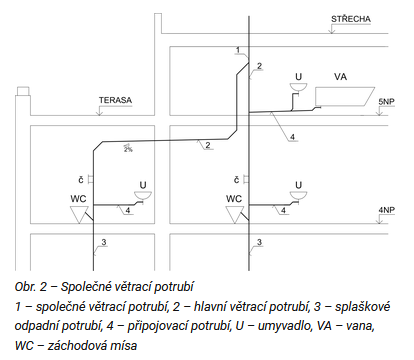 STŘECHA
1
2
U
VA
TERASA
5NP
2%
2
4
č
č
WC
U
WC
U
4
4
4NP
3
3
Obr. 2 – Společné větrací potrubí
1 – společné větrací potrubí, 2 – hlavní větrací potrubí, 3 – splaškové
odpadní potrubí, 4 – připojovací potrubí, U – umyvadlo, VA – vana,
WC – záchodová mísa